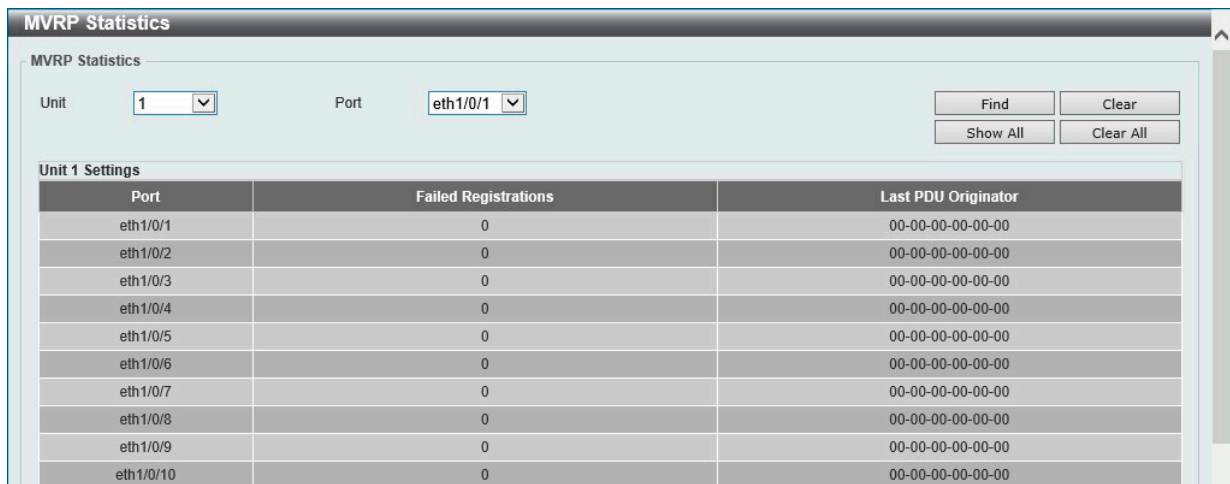 MVRP Statistics
MVRP Statistics
Unit 1 Port eth1/0/1 Find Clear
Show All Clear All
Unit 1 Settings
Port Failed Registrations Last PDU Originator
eth1/0/1 0 00-00-00-00-00-00
eth1/0/2 0 00-00-00-00-00-00
eth1/0/3 0 00-00-00-00-00-00
eth1/0/4 0 00-00-00-00-00-00
eth1/0/5 0 00-00-00-00-00-00
eth1/0/6 0 00-00-00-00-00-00
eth1/0/7 0 00-00-00-00-00-00
eth1/0/8 0 00-00-00-00-00-00
eth1/0/9 0 00-00-00-00-00-00
eth1/0/10 0 00-00-00-00-00-00